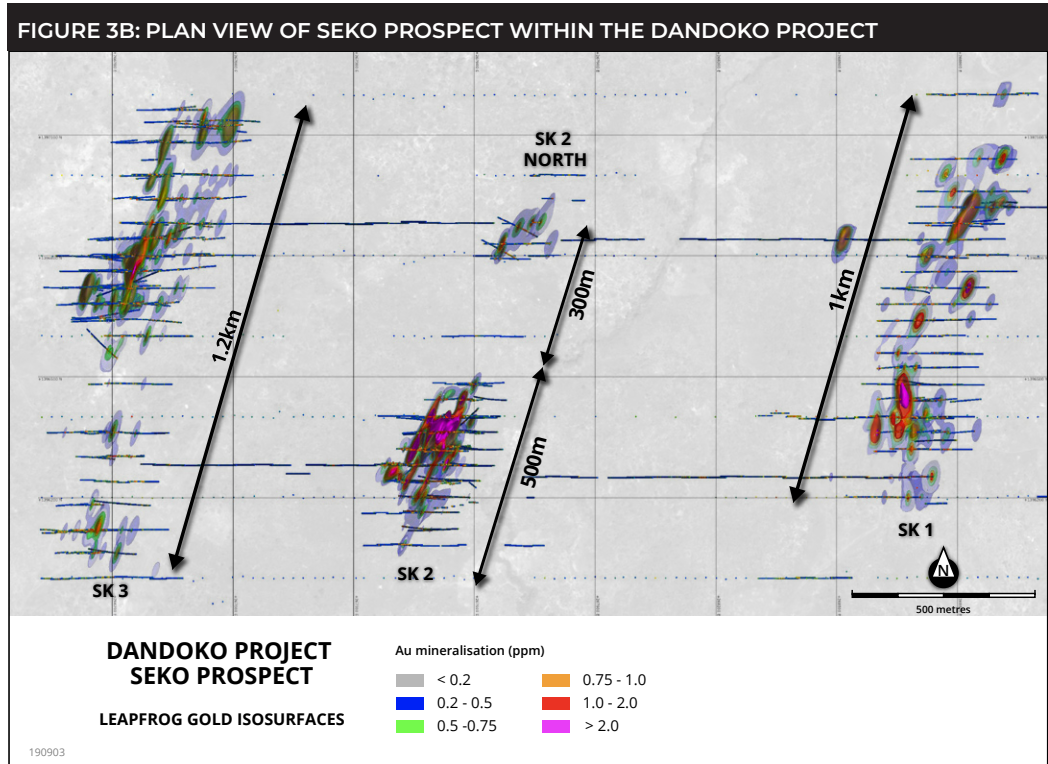 FIGURE 3B: PLAN VIEW OF SEKO PROSPECT WITHIN THE DANDOKO PROJECT
SK 2
NORTH
300m
1.2km
1km
500m
SK 1
SK 2
SK 3
N
500 metres
DANDOKO PROJECT
SEKO PROSPECT
LEAPFROG GOLD ISOSURFACES
Au mineralisation (ppm)
< 0.2
0.2 - 0.5
0.5 -0.75
0.75 - 1.0
1.0 - 2.0
> 2.0
190903